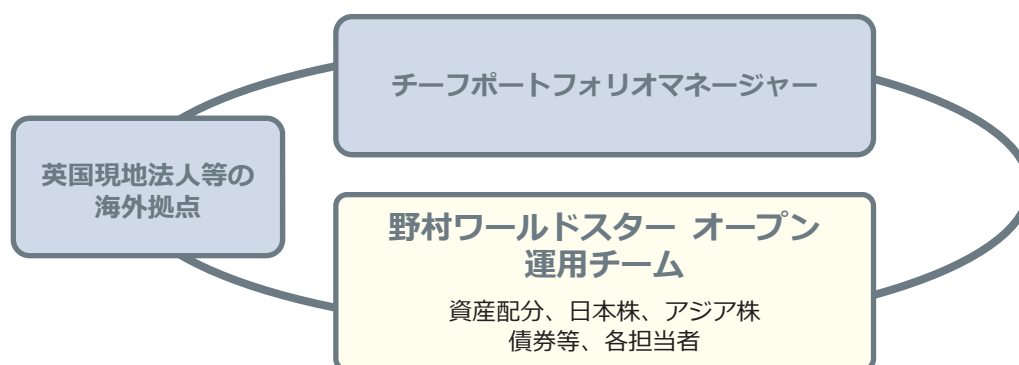 チーフポートフォリオマネージャー
英国現地法人等の
海外拠点
野村ワールドスター オープン
運用チーム
資産配分、日本株、アジア株
債券等、各担当者